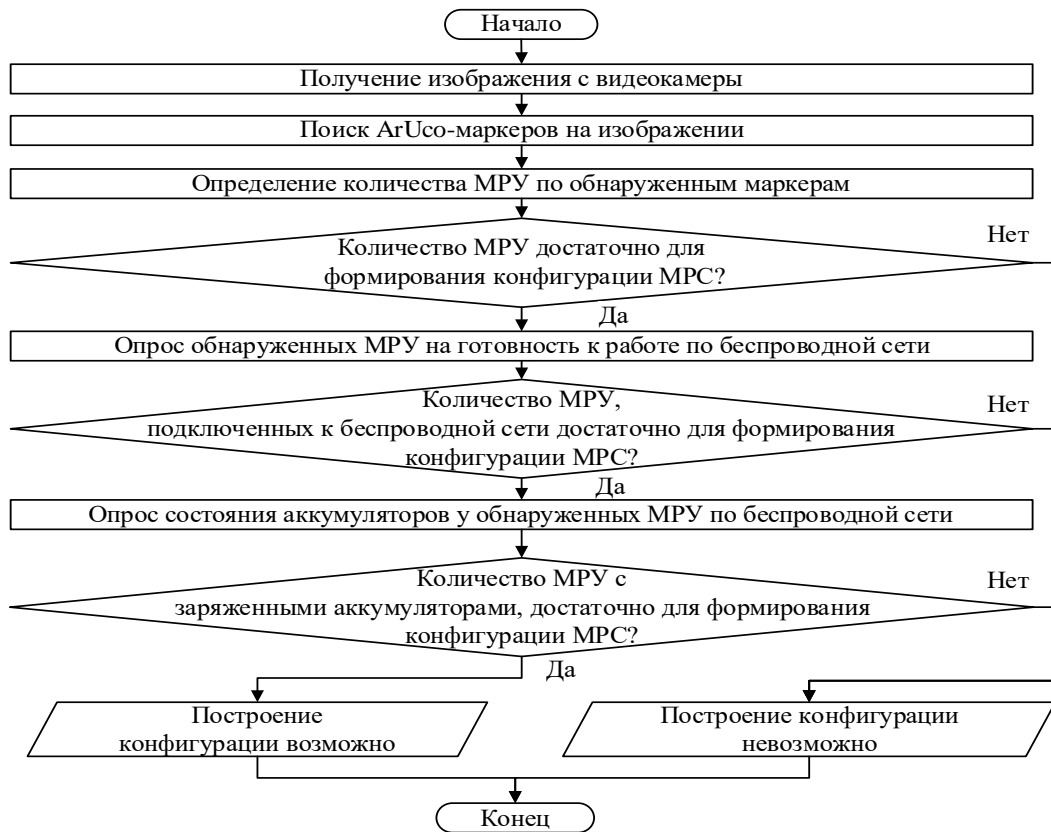 Начало
Получение изображения с видеокамеры
Поиск ArUco-маркеров на изображении
Определение количества МРУ по обнаруженным маркерам
Количество МРУ достаточно для
формирования конфигурации МРС?
Нет
Да
Опрос обнаруженных МРУ на готовность к работе по беспроводной сети
Количество МРУ,
подключенных к беспроводной сети достаточно для формирования
конфигурации МРС?
Нет
Да
Опрос состояния аккумуляторов у обнаруженных МРУ по беспроводной сети
Количество МРУ с
заряженными аккумуляторами, достаточно для формирования
конфигурации МРС?
Нет
Да
Построение
конфигурации возможно
Построение конфигурации
невозможно
Конец